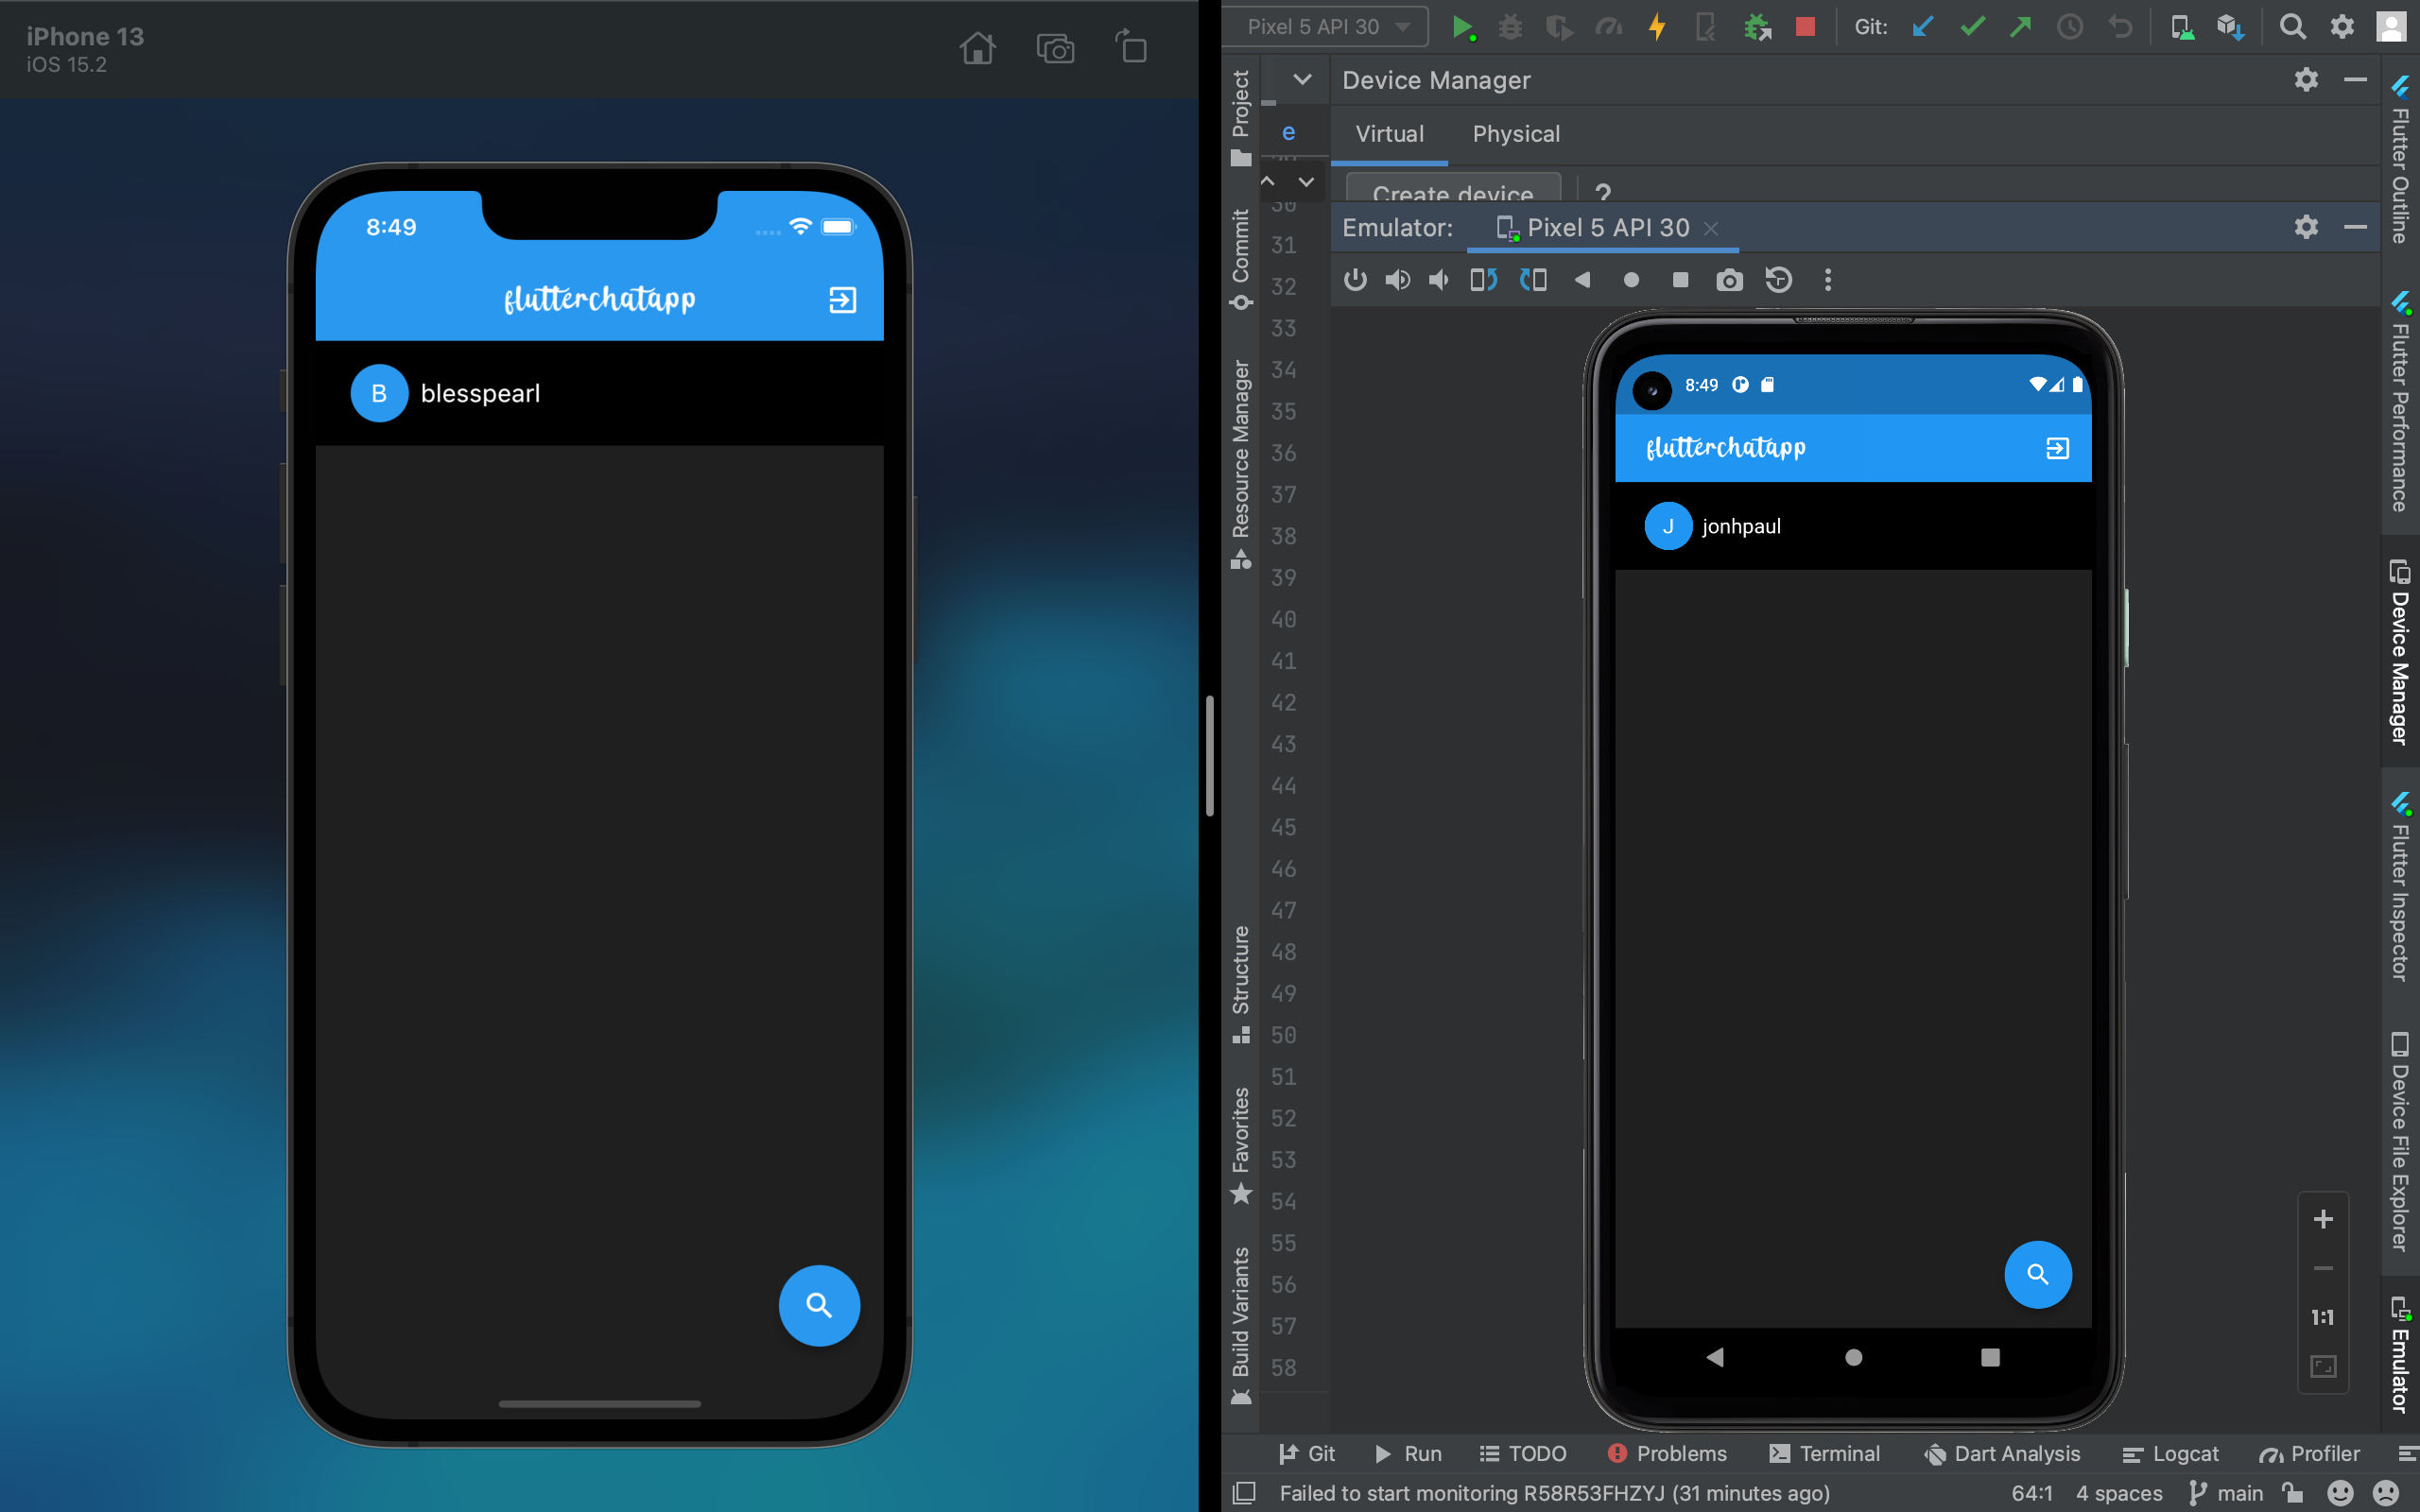 iPhone 13
iOS 15.2
8:49
flutterchatapp
B blesspearl
Pixel 5 API 30
Git:
Device Manager
e
Virtual Physical
Create device ?
Emulator: Pixel 5 API 30
8:49
flutterchatapp
J jonhpaul
30
31
32
33
34
35
36
37
38
39
40
41
42
43
44
45
46
47
48
49
50
51
52
53
54
55
56
57
58
Project
Commit
Resource Manager
Structure
Favorites
Build Variants
Flutter Outline
Flutter Performance
Device Manager
Flutter Inspector
Device File Explorer
Emulator
1:1
Git Run TODO Problems Terminal Dart Analysis Logcat Profiler
Failed to start monitoring R58R53FHZYJ (31 minutes ago) 64:1 4 spaces main